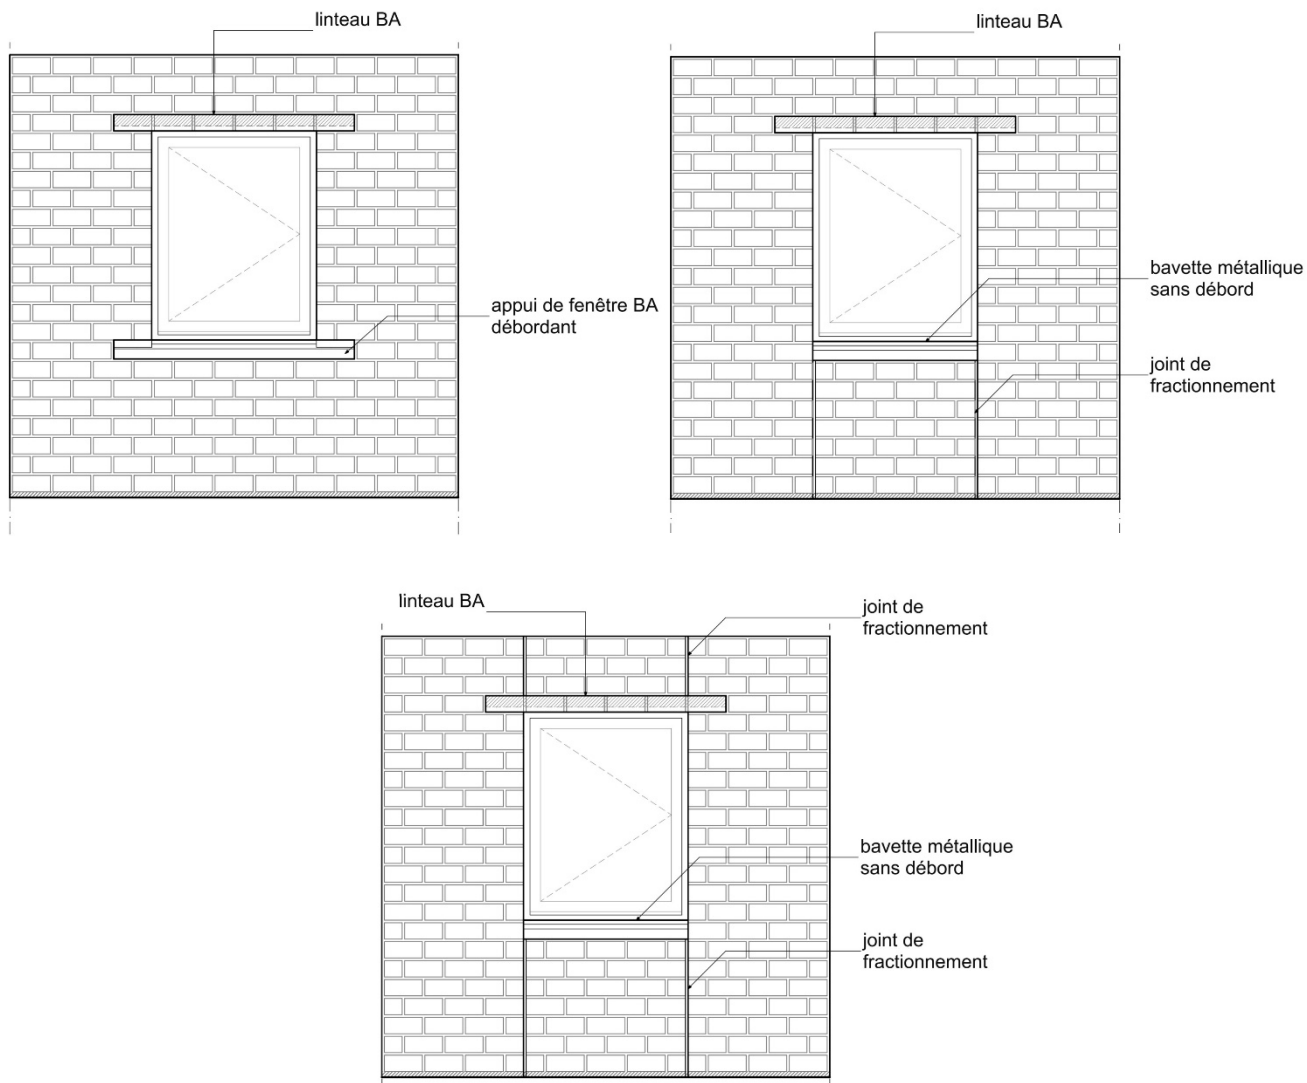 linteau BA
appui de fenêtre BA
débordant
linteau BA
bavette métallique
sans débord
joint de
fractionnement
linteau BA
joint de
fractionnement
bavette métallique
sans débord
joint de
fractionnement